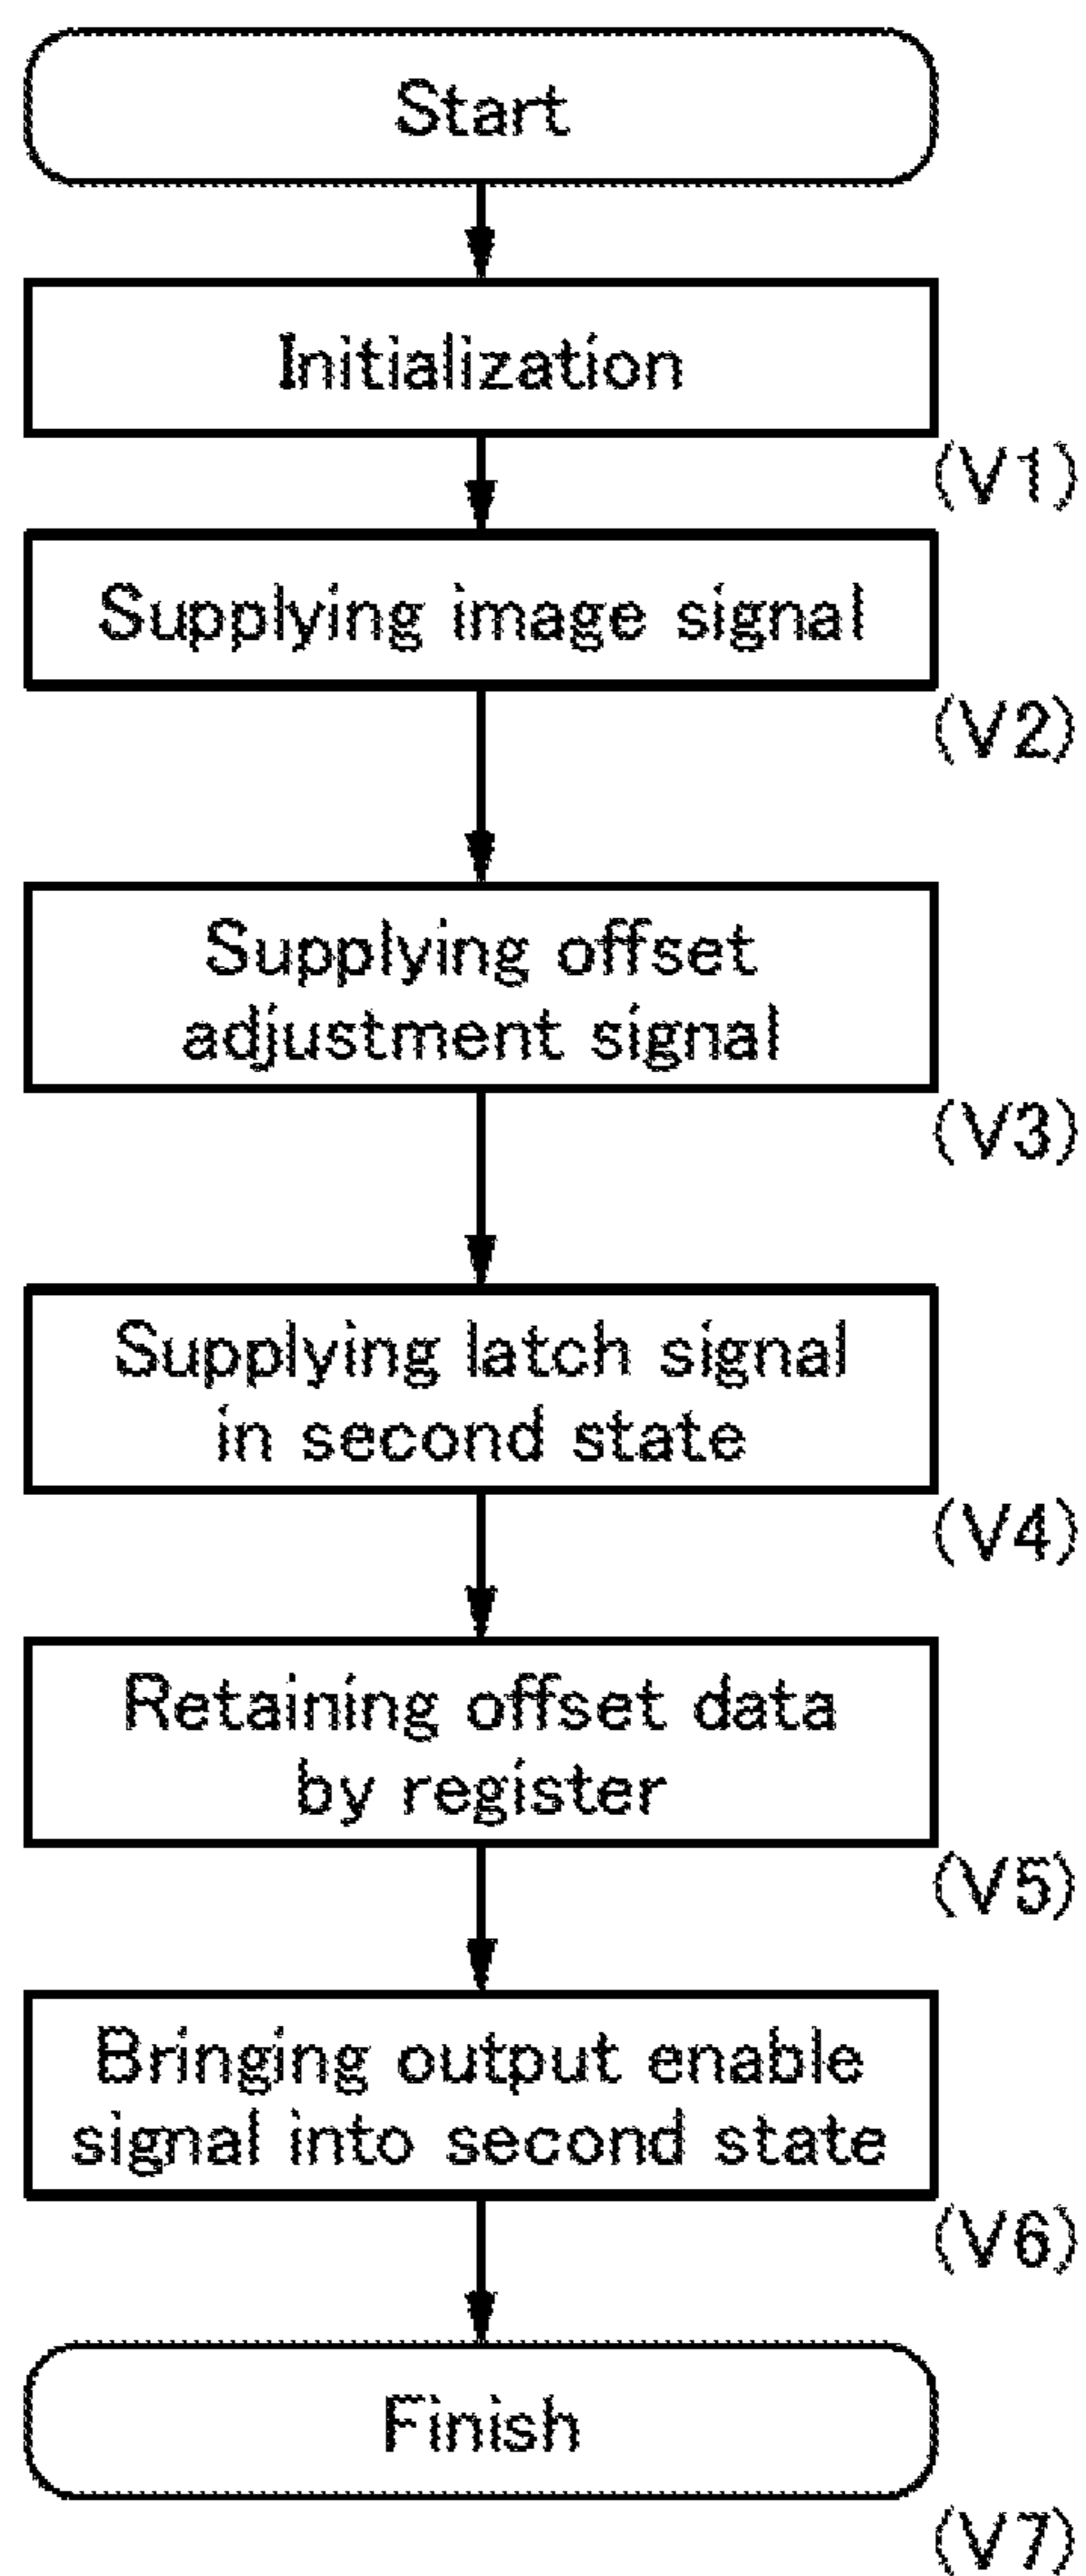 Start
Initialization
(V1)
Supplying image signal
(V2)
Supplying offset
adjustment signal
(V3)
Supplying latch signal
in second state
(V4)
Retaining offset data
by register
(V5)
Bringing output enable
signal into second state
(V6)
Finish
(V7)